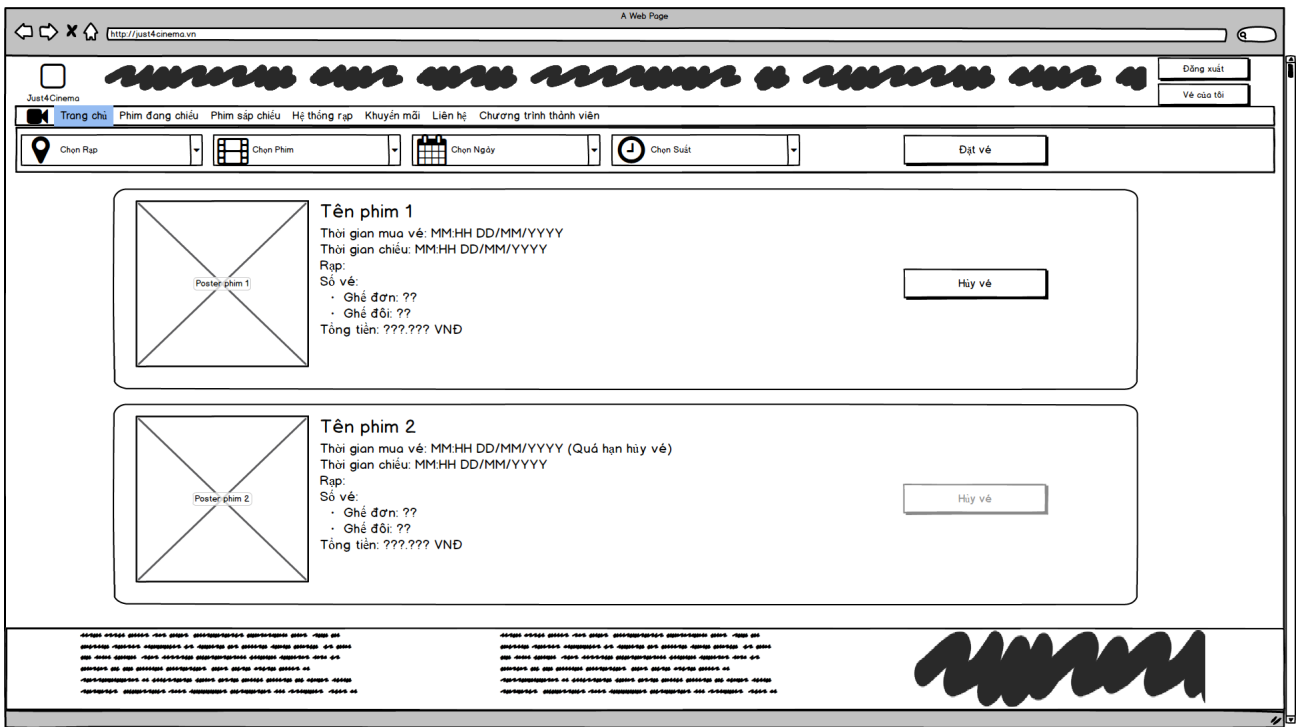 A Web Page
http://just4cinema.vn
Đăng xuất
Just4Cinema
Vé của tôi
Trang chủ Phim đang chiếu Phim sắp chiếu Hệ thống rạp Khuyến mãi Liên hệ Chương trình thành viên
Chọn Rạp Chọn Phim Chọn Ngày Chọn Suất Đặt vé
Poster phim 1
Tên phim 1
Thời gian mua vé: MM:HH DD/MM/YYYY
Thời gian chiếu: MM:HH DD/MM/YYYY
Rạp:
Số vé:
· Ghế đơn: ??
· Ghế đôi: ??
Tổng tiền: ???.??? VNĐ
Hủy vé
Poster phim 2
Tên phim 2
Thời gian mua vé: MM:HH DD/MM/YYYY (Quá hạn hủy vé)
Thời gian chiếu: MM:HH DD/MM/YYYY
Rạp:
Số vé:
· Ghế đơn: ??
· Ghế đôi: ??
Tổng tiền: ???.??? VNĐ
Hủy vé